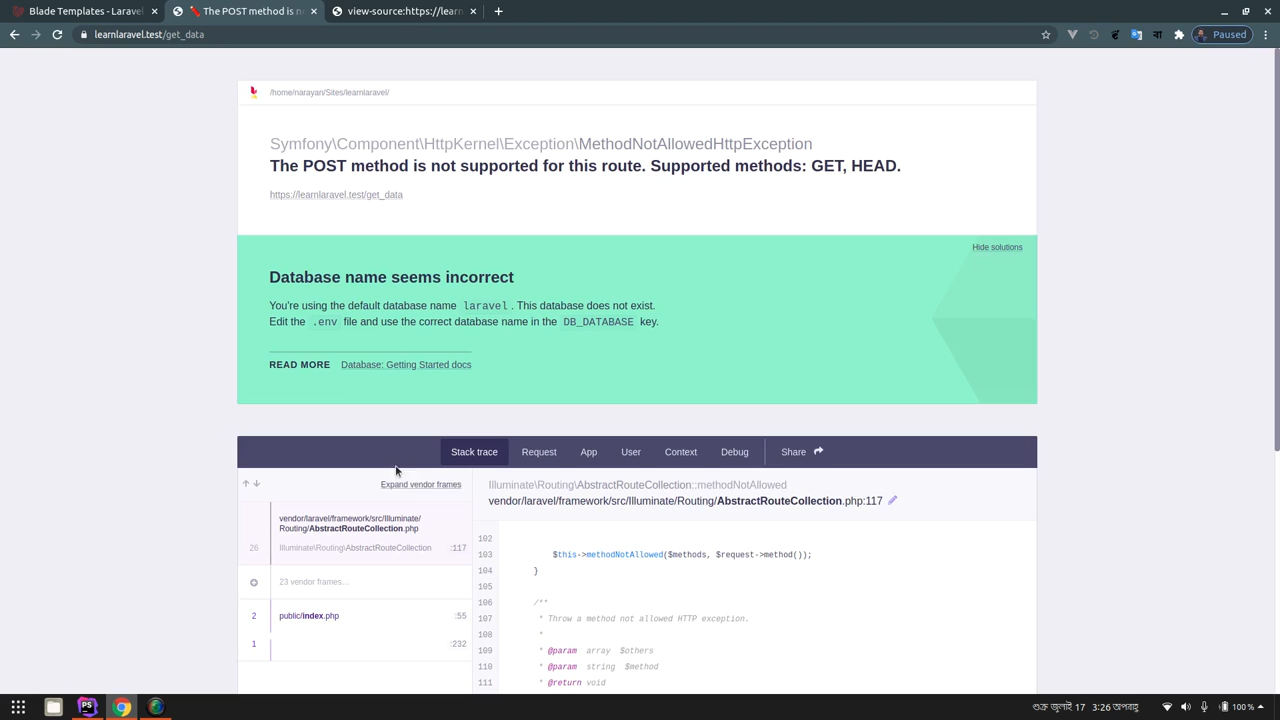 Blade Templates - Laravel
The POST method is no
view-source:https://learn
learnlaravel.test/get_data
Paused
/home/narayan/Sites/learnlaravel/
Symfony\Component\HttpKernel\Exception\MethodNotAllowedHttpException
The POST method is not supported for this route. Supported methods: GET, HEAD.
https://learnlaravel.test/get_data
Hide solutions
Database name seems incorrect
You're using the default database name laravel . This database does not exist.
Edit the .env file and use the correct database name in the DB_DATABASE key.
READ MORE Database: Getting Started docs
Stack trace Request App User Context Debug Share
Expand vendor frames
vendor/laravel/framework/src/Illuminate/
Routing/AbstractRouteCollection.php
26 Illuminate\Routing\AbstractRouteCollection :117
23 vendor frames…
2 public/index.php :55
1 :232
Illuminate\Routing\AbstractRouteCollection::methodNotAllowed
vendor/laravel/framework/src/Illuminate/Routing/AbstractRouteCollection.php:117
102
103 $this->methodNotAllowed($methods, $request->method());
104 }
105
106 /**
107 * Throw a method not allowed HTTP exception.
108 *
109 * @param array $others
110 * @param string $method
111 * @return void
PS
শুক্র জুলাই 17 3:26 অপরাহ্ণ
100 %